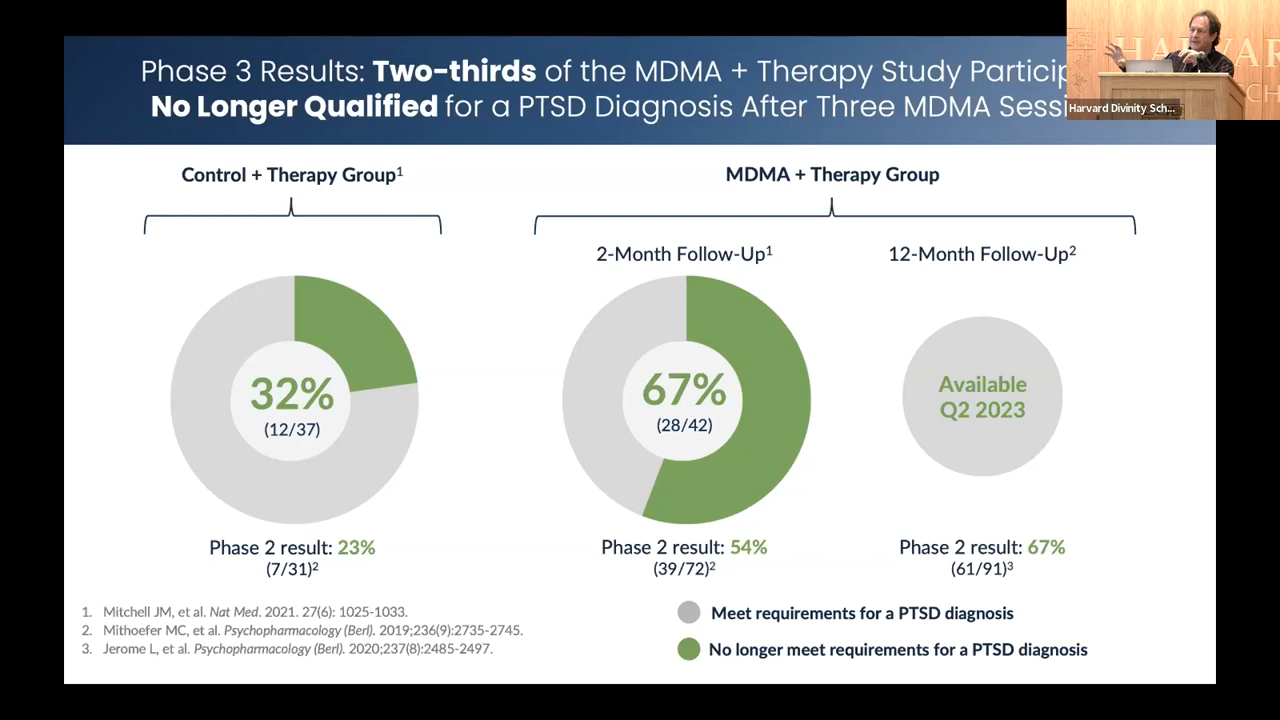 Phase 3 Results: Two-thirds of the MDMA + Therapy Study
No Longer Qualified for a PTSD Diagnosis After Three MDMA
HARVAR
SCH
Harvard Divinity Sch...
Control + Therapy Group¹
MDMA + Therapy Group
2-Month Follow-Up¹
12-Month Follow-Up²
32%
(12/37)
67%
(28/42)
Available
Q2 2023
Phase 2 result: 23%
(7/31)²
Phase 2 result: 54%
(39/72)²
Phase 2 result: 67%
(61/91)³
1. Mitchell JM, et al. Nat Med. 2021. 27(6): 1025-1033.
2. Mithoefer MC, et al. Psychopharmacology (Berl). 2019;236(9):2735-2745.
3. Jerome L, et al. Psychopharmacology (Berl). 2020;237(8):2485-2497.
Meet requirements for a PTSD diagnosis
No longer meet requirements for a PTSD diagnosis